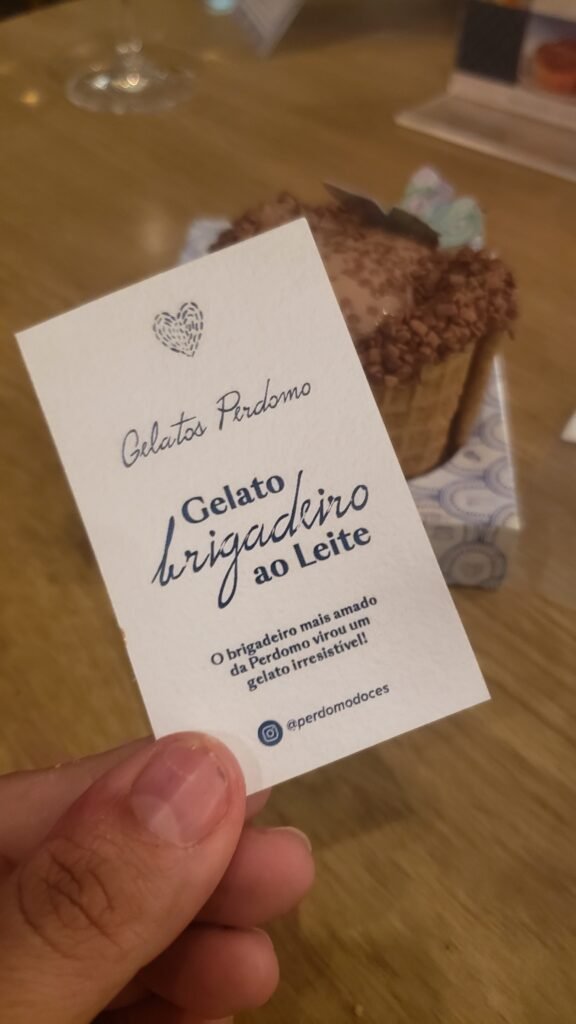 Gelatos Perdomo
Gelato
brigadeiro
ao Leite
O brigadeiro mais amado
da Perdomo virou um
gelato irresistível!
@perdomodoces